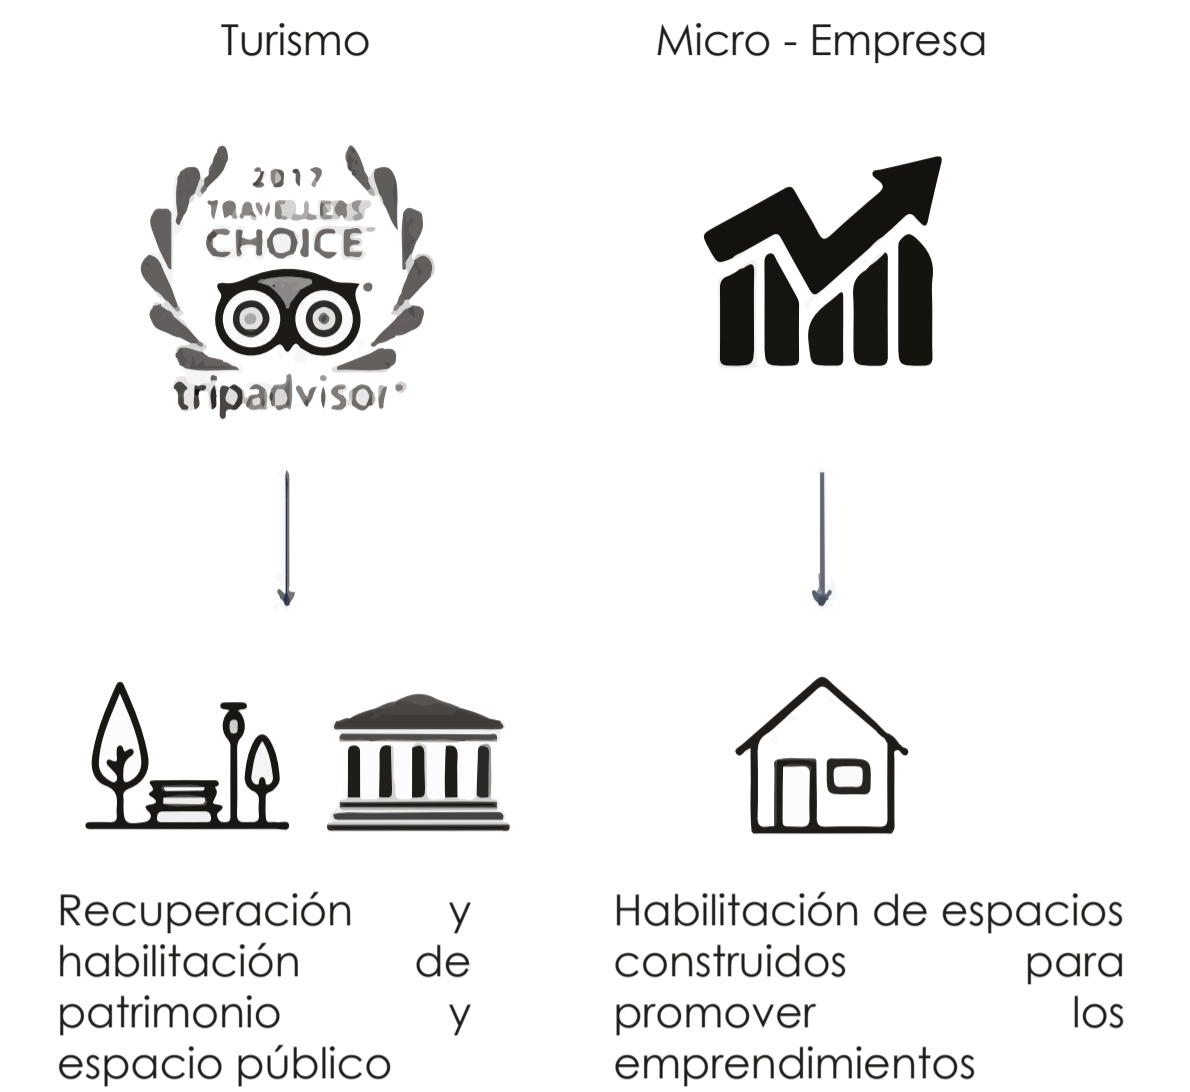 Turismo
Micro - Empresa
2017
TRAVELLERS'
CHOICE
tripadvisor
Recuperación y
habilitación de
patrimonio y
espacio público
Habilitación de espacios
construidos para
promover los
emprendimientos